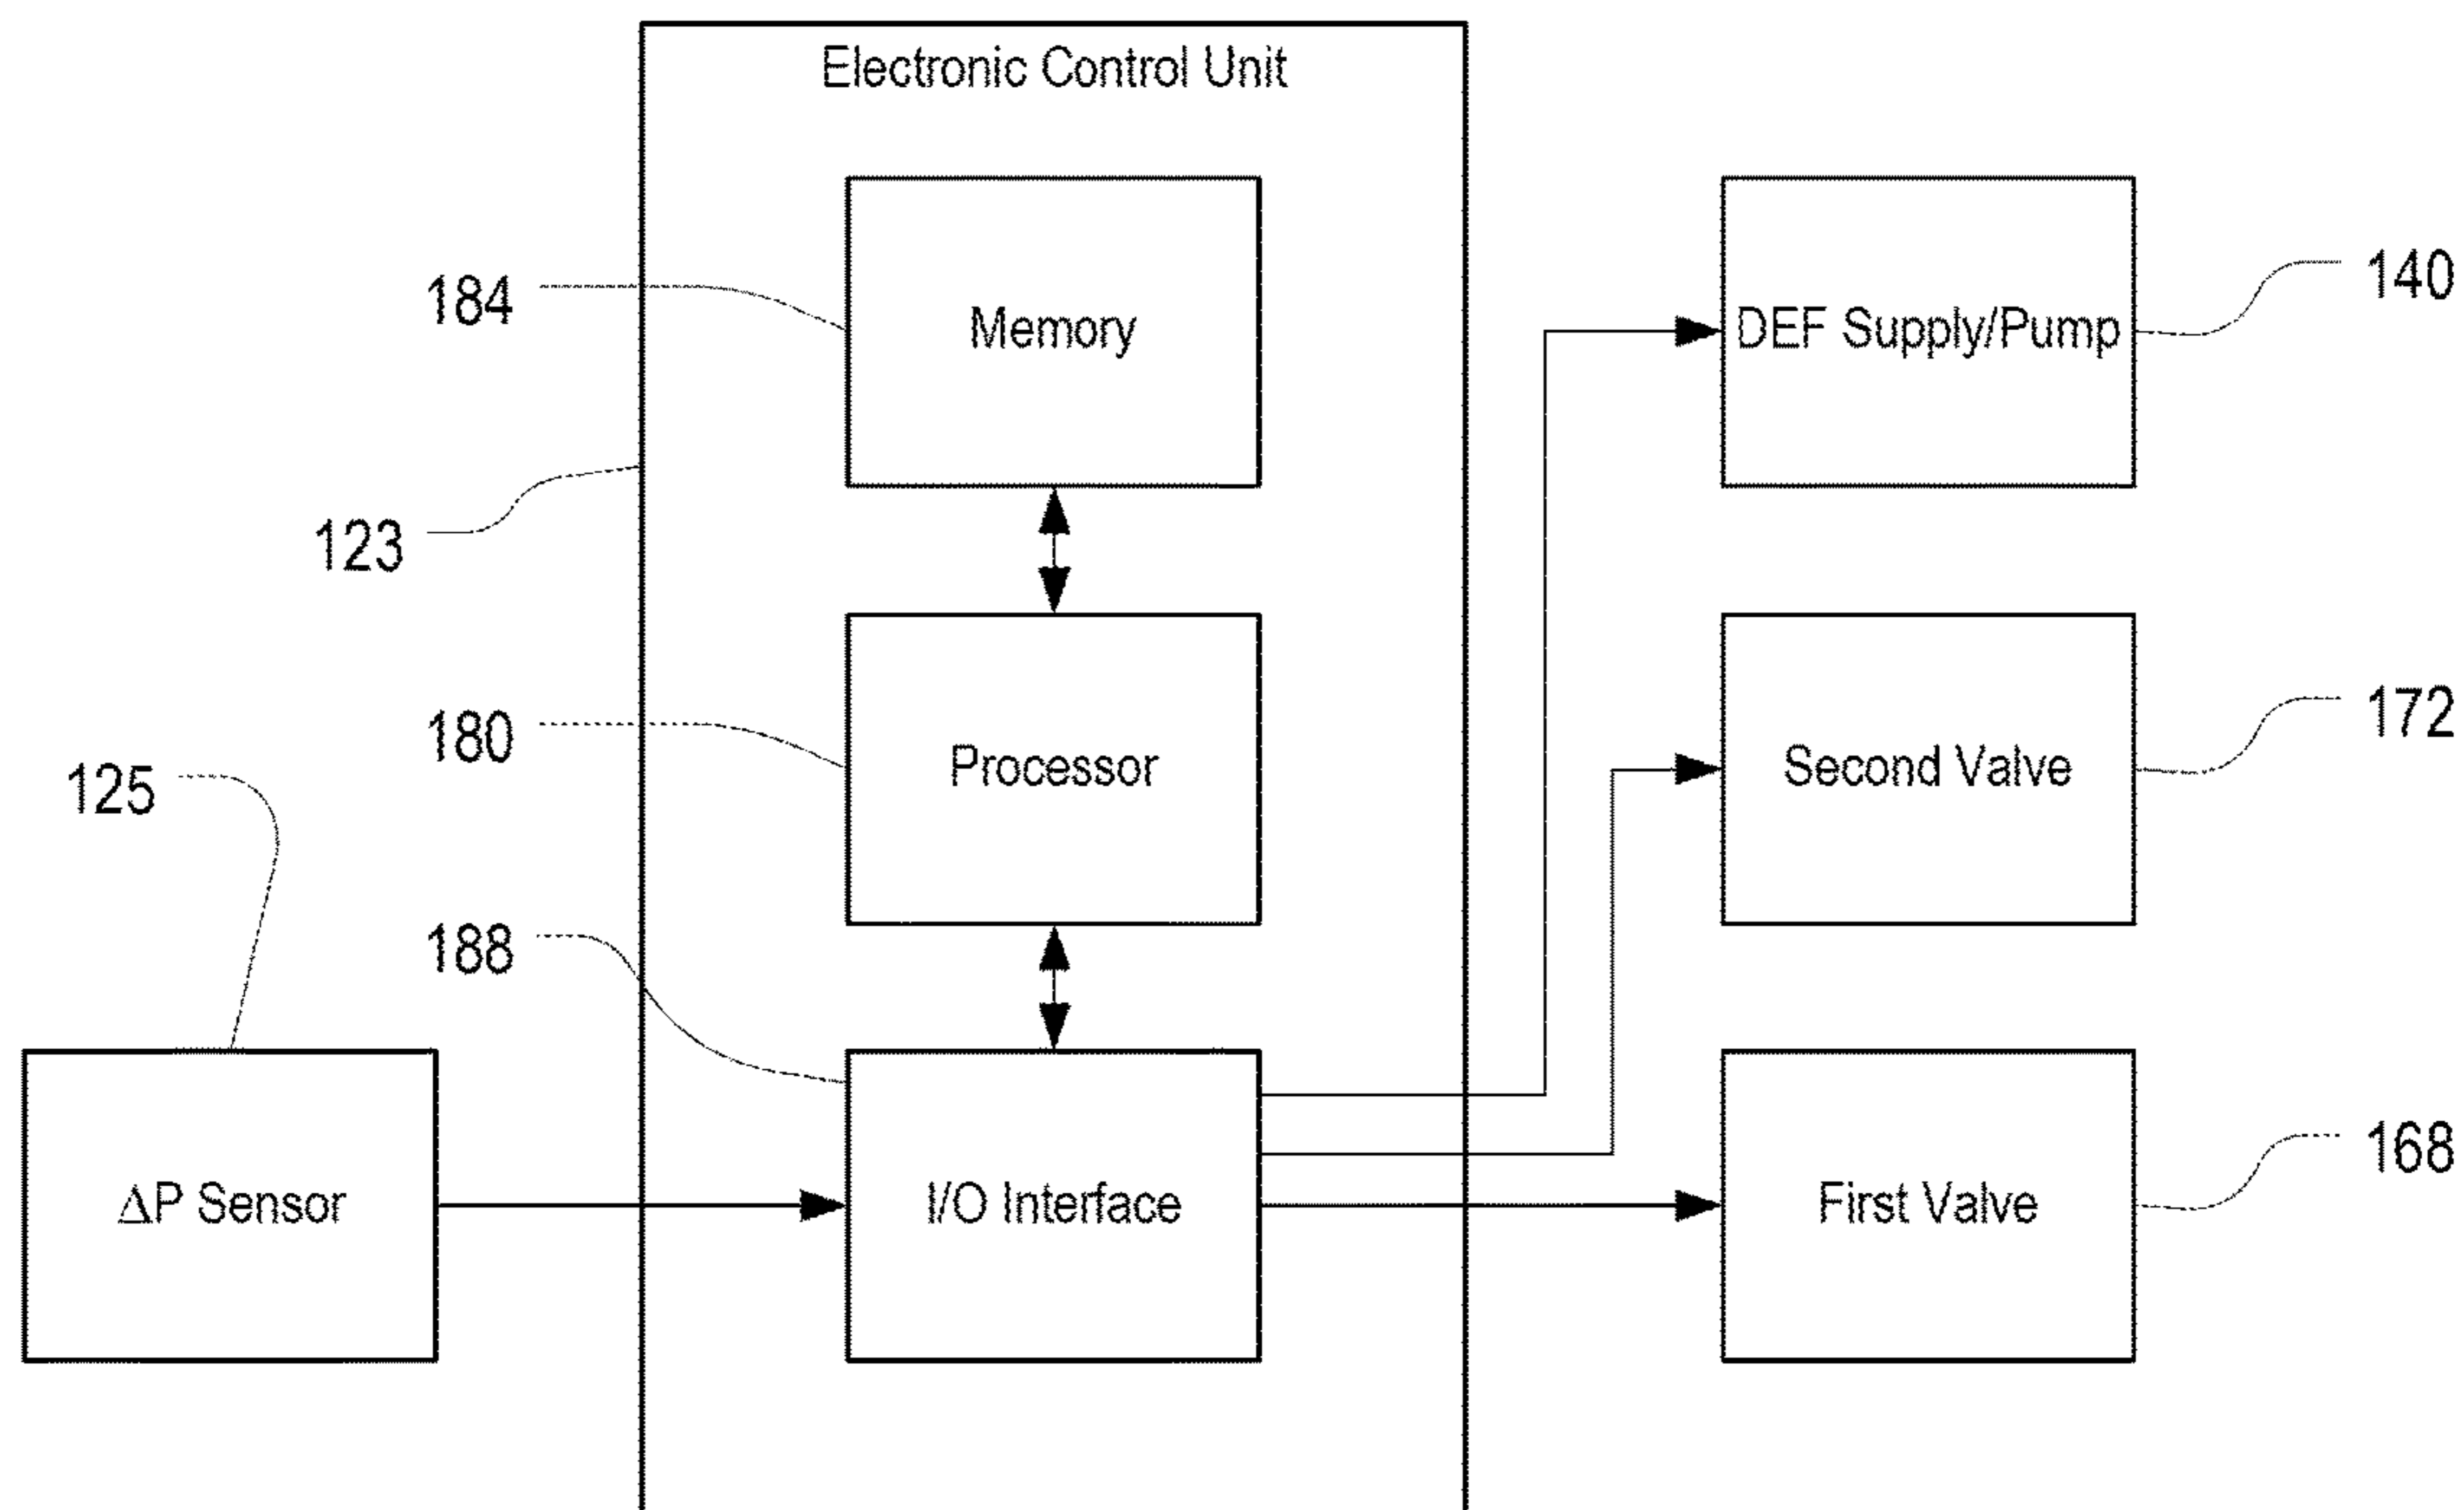 Electronic Control Unit
184
Memory
DEF Supply/Pump
140
123
180
Processor
Second Valve
172
125
188
ΔP Sensor
I/O Interface
First Valve
168